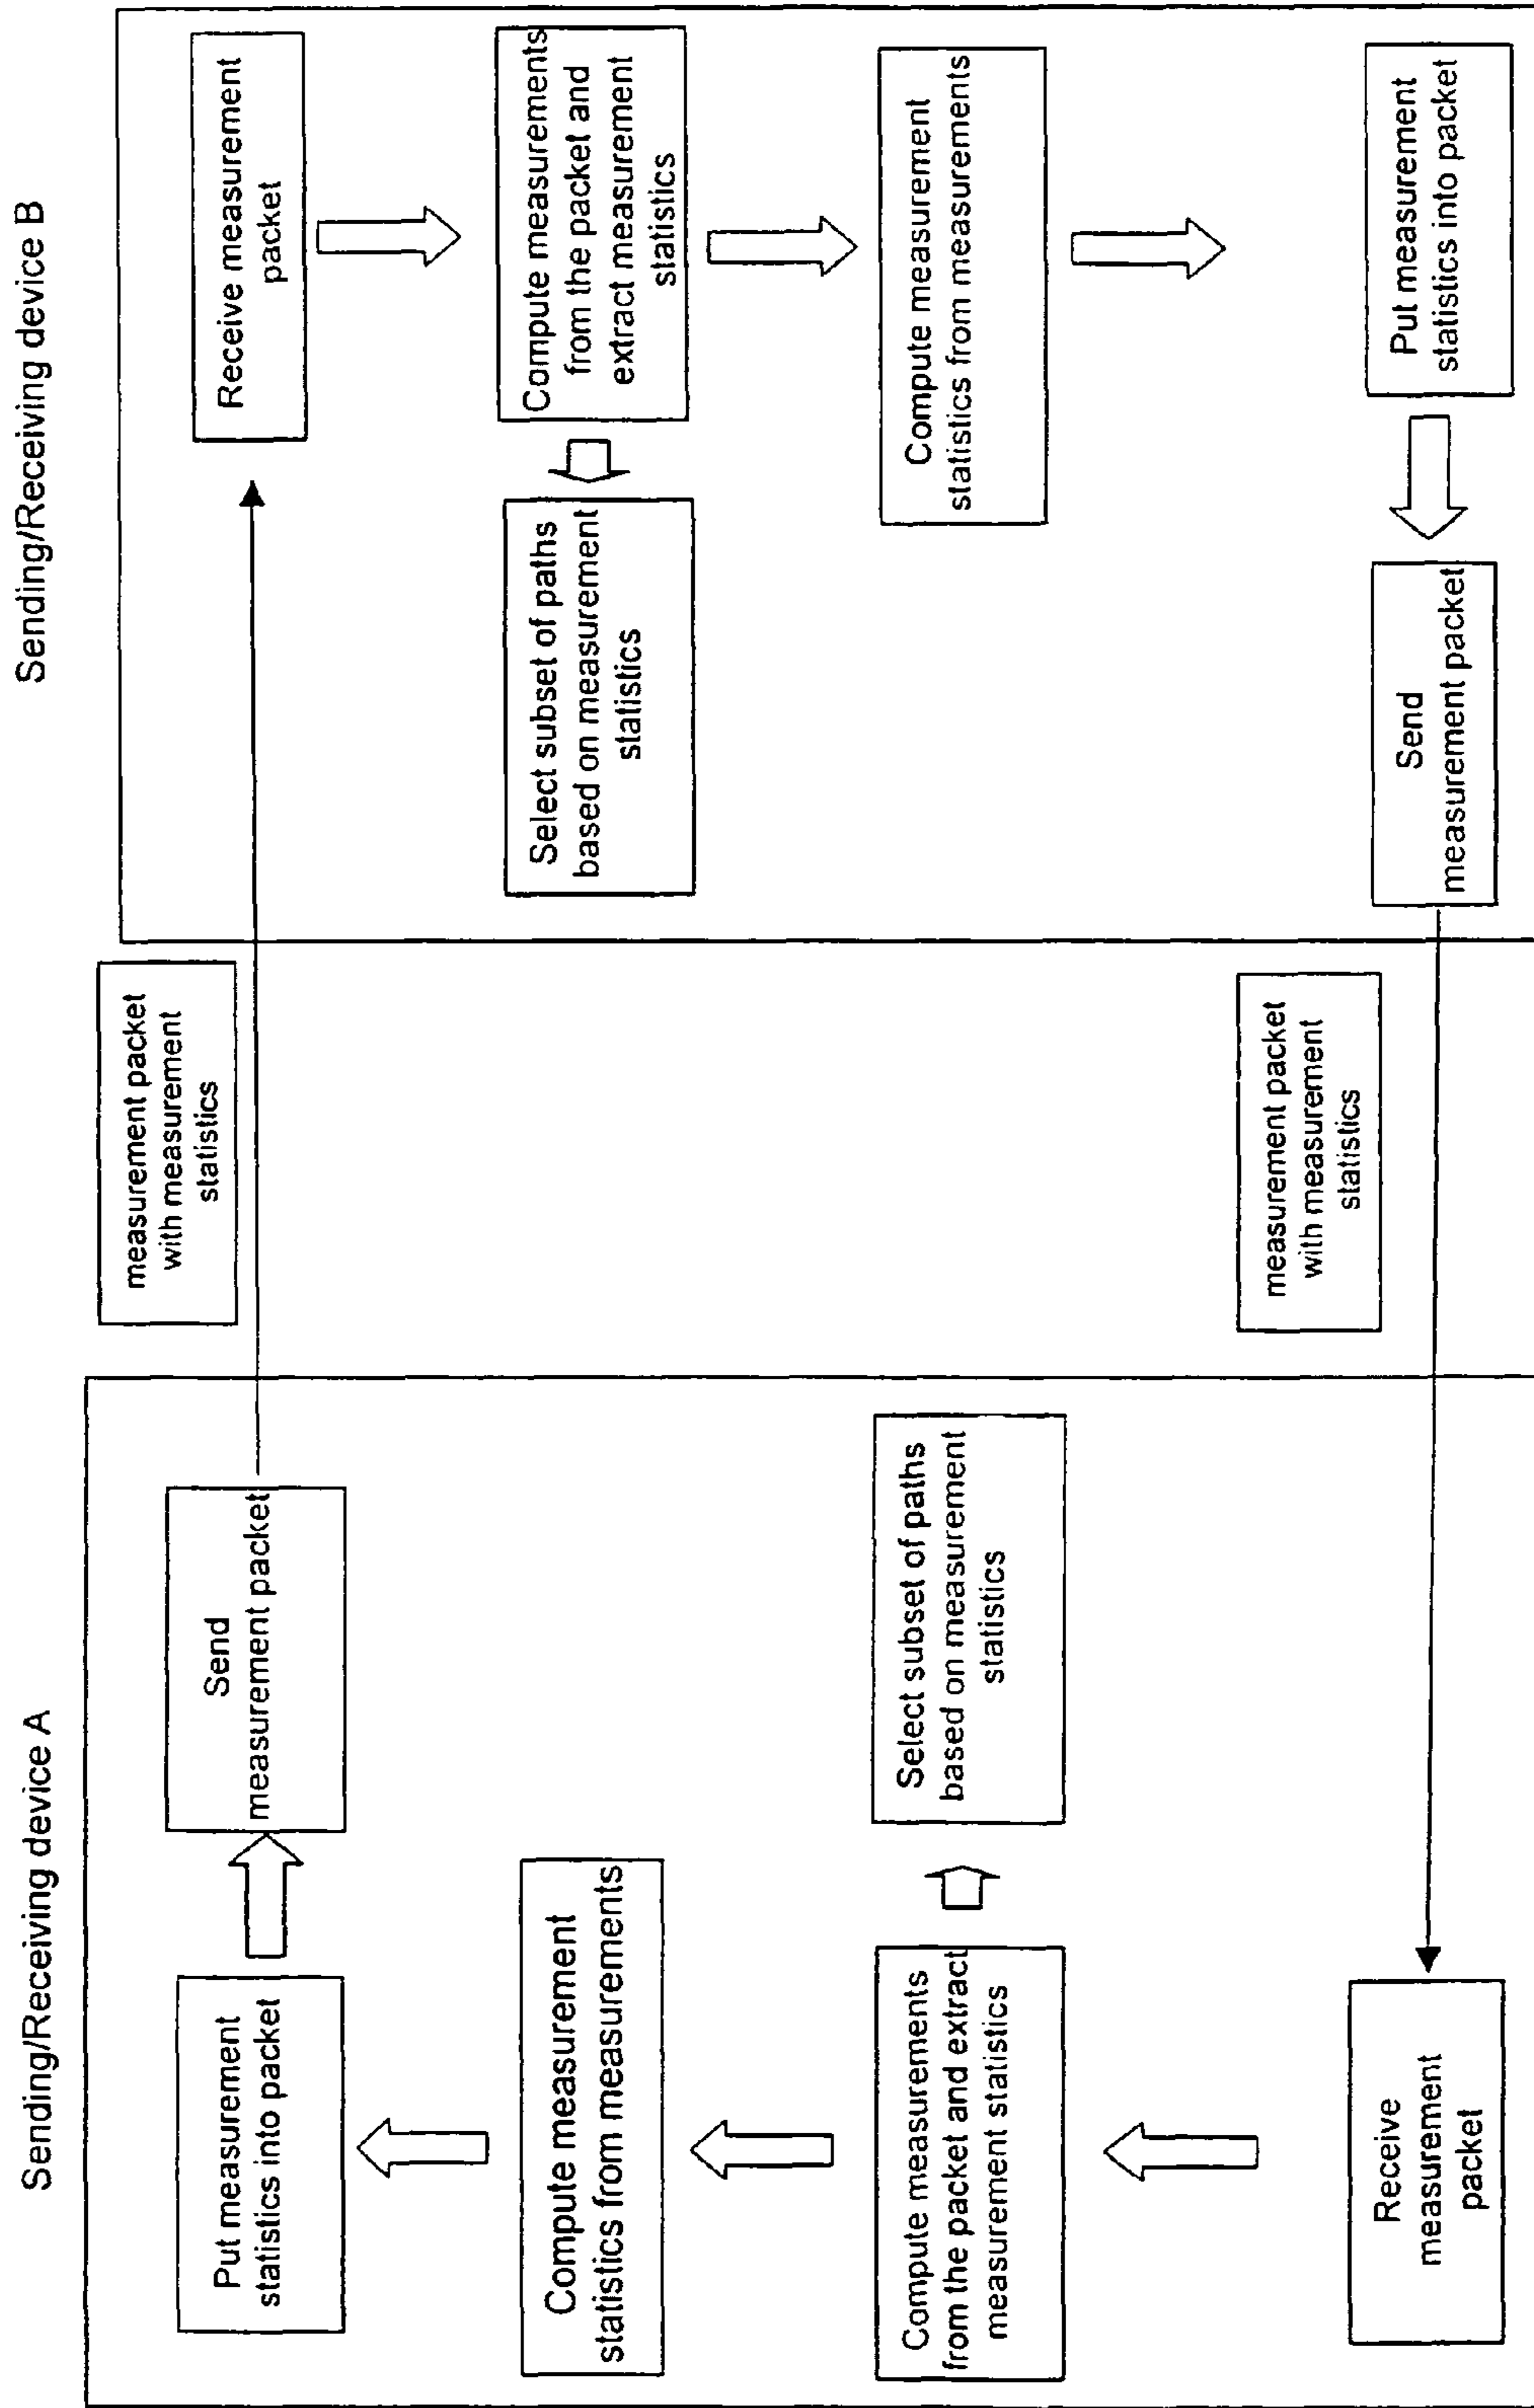 Sending/Receiving device A
Put measurement
statistics into packet
Send
measurement packet
Compute measurement
statistics from measurements
Compute measurements
from the packet and extract
measurement statistics
Select subset of paths
based on measurement
statistics
Receive
measurement
packet
measurement packet
with measurement
statistics
measurement packet
with measurement
statistics
Sending/Receiving device B
Receive measurement
packet
Compute measurements
from the packet and
extract measurement
statistics
Select subset of paths
based on measurement
statistics
Compute measurement
statistics from measurements
Put measurement
statistics into packet
Send
measurement packet